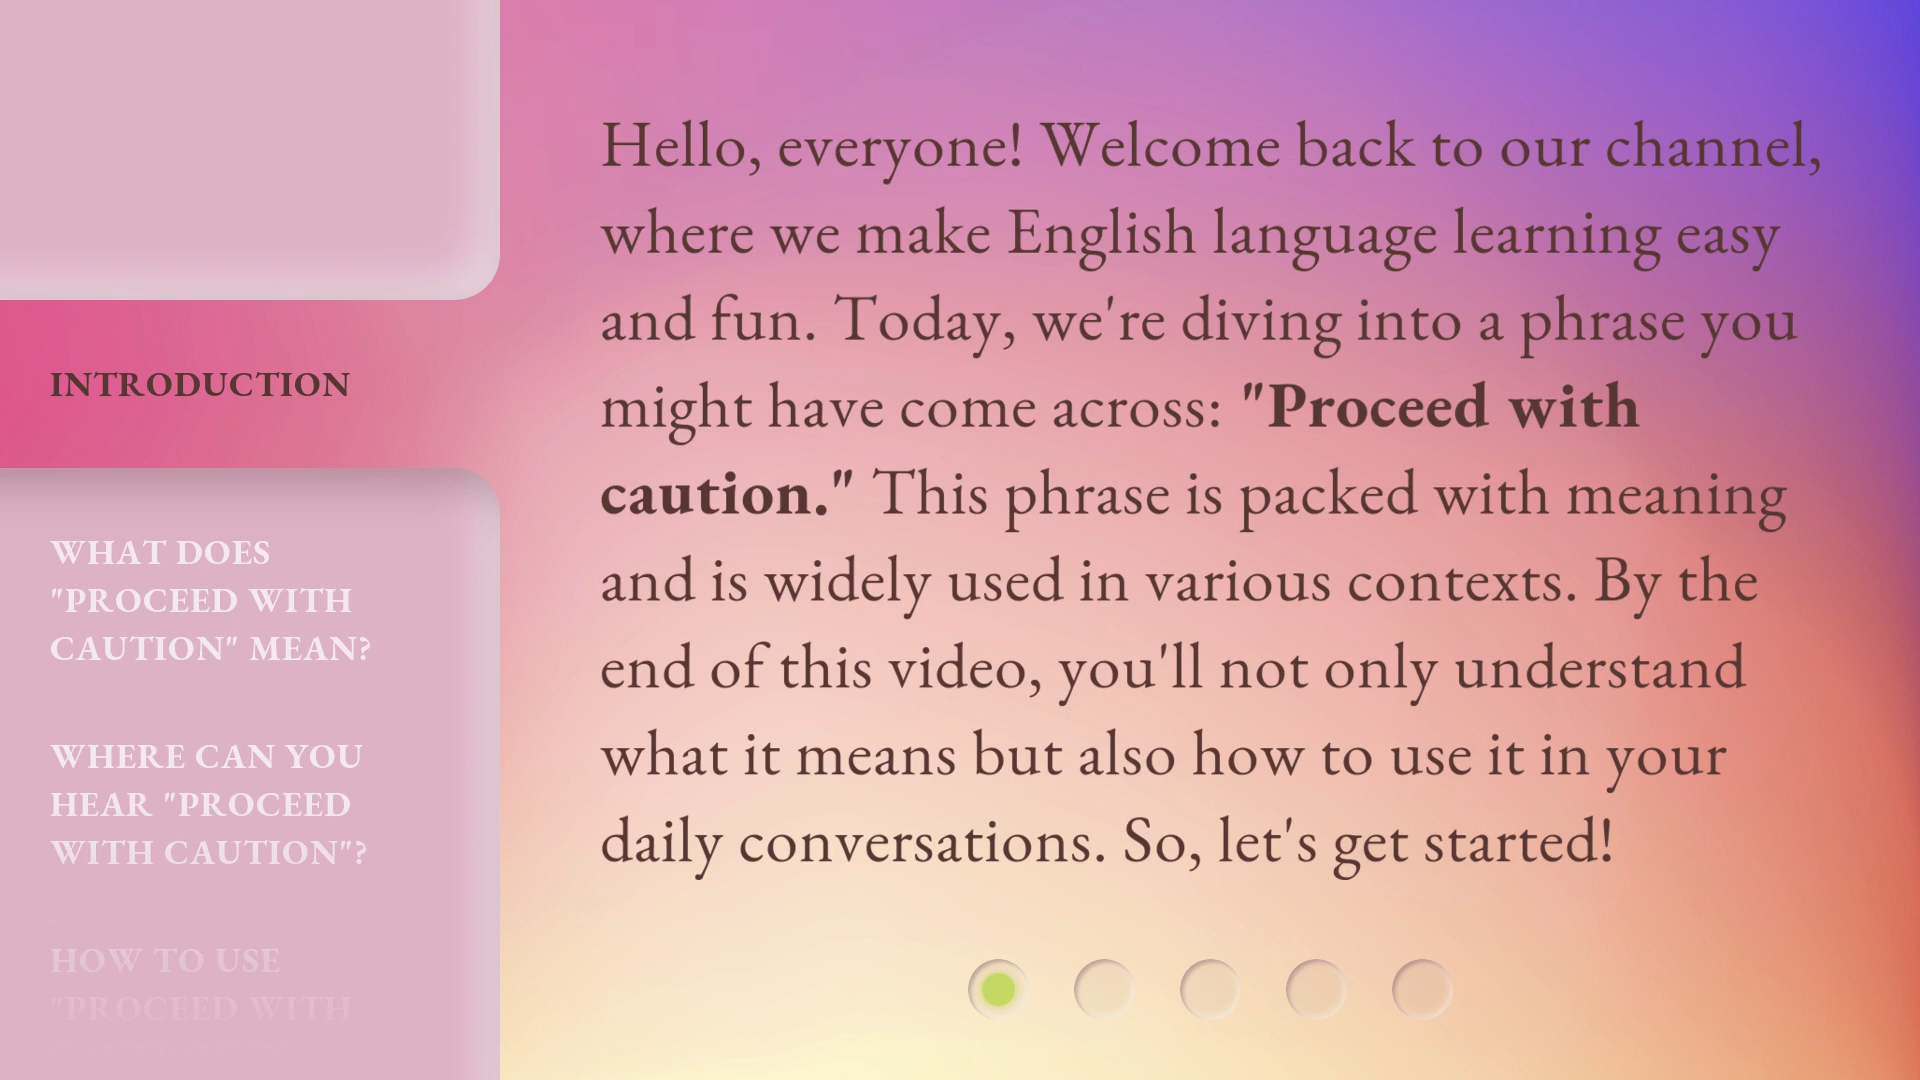 INTRODUCTION
WHAT DOES
"PROCEED WITH
CAUTION" MEAN?
WHERE CAN YOU
HEAR "PROCEED
WITH CAUTION"?
HOW TO USE
"PROCEED WITH
Hello, everyone! Welcome back to our channel,
where we make English language learning easy
and fun. Today, we're diving into a phrase you
might have come across: "Proceed with
caution." This phrase is packed with meaning
and is widely used in various contexts. By the
end of this video, you'll not only understand
what it means but also how to use it in your
daily conversations. So, let's get started!